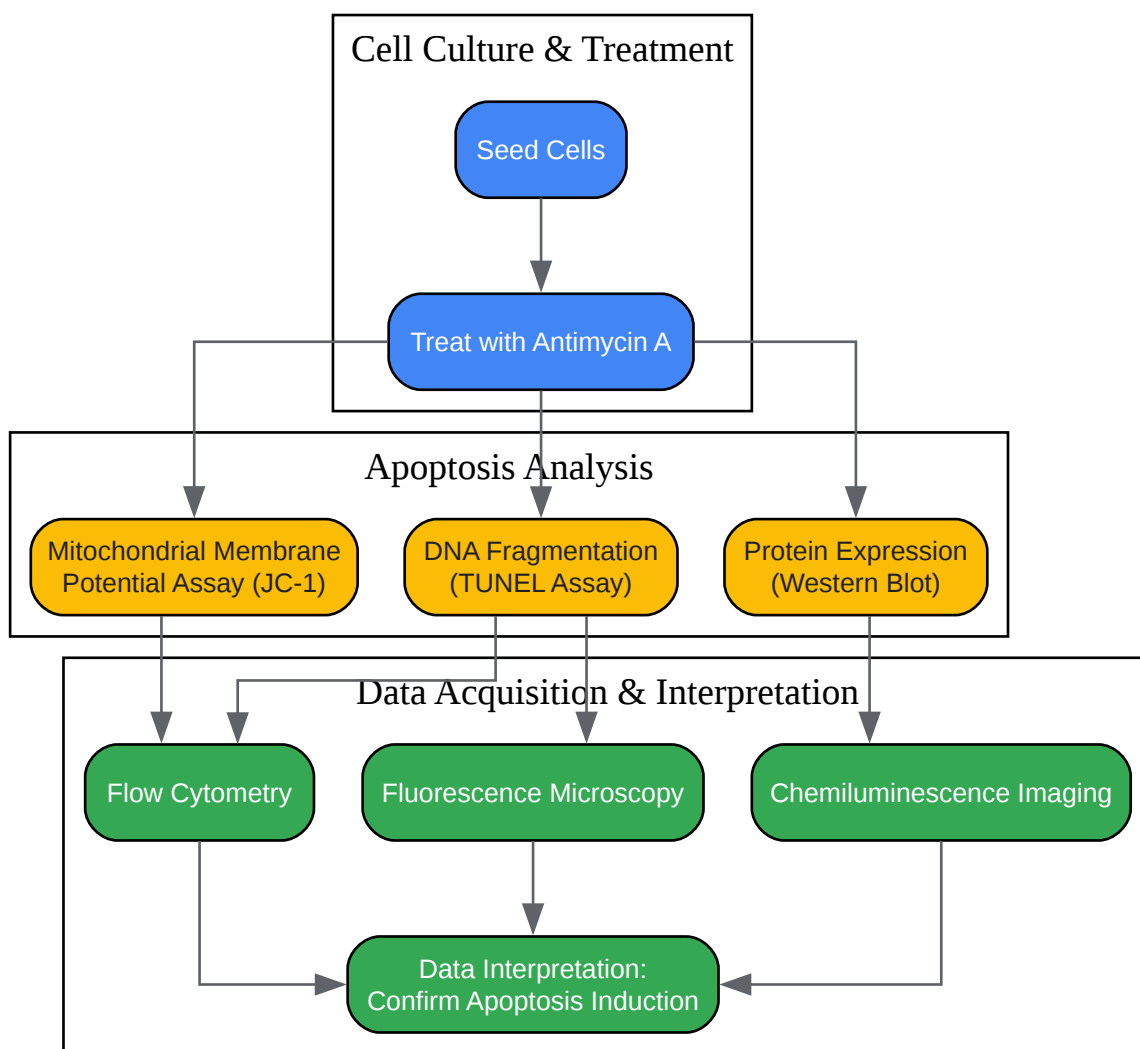 Cell Culture & Treatment
Seed Cells
Treat with Antimycin A
Apoptosis Analysis
Mitochondrial Membrane
Potential Assay (JC-1)
DNA Fragmentation
(TUNEL Assay)
Protein Expression
(Western Blot)
Data Acquisition & Interpretation
Flow Cytometry
Fluorescence Microscopy
Chemiluminescence Imaging
Data Interpretation:
Confirm Apoptosis Induction